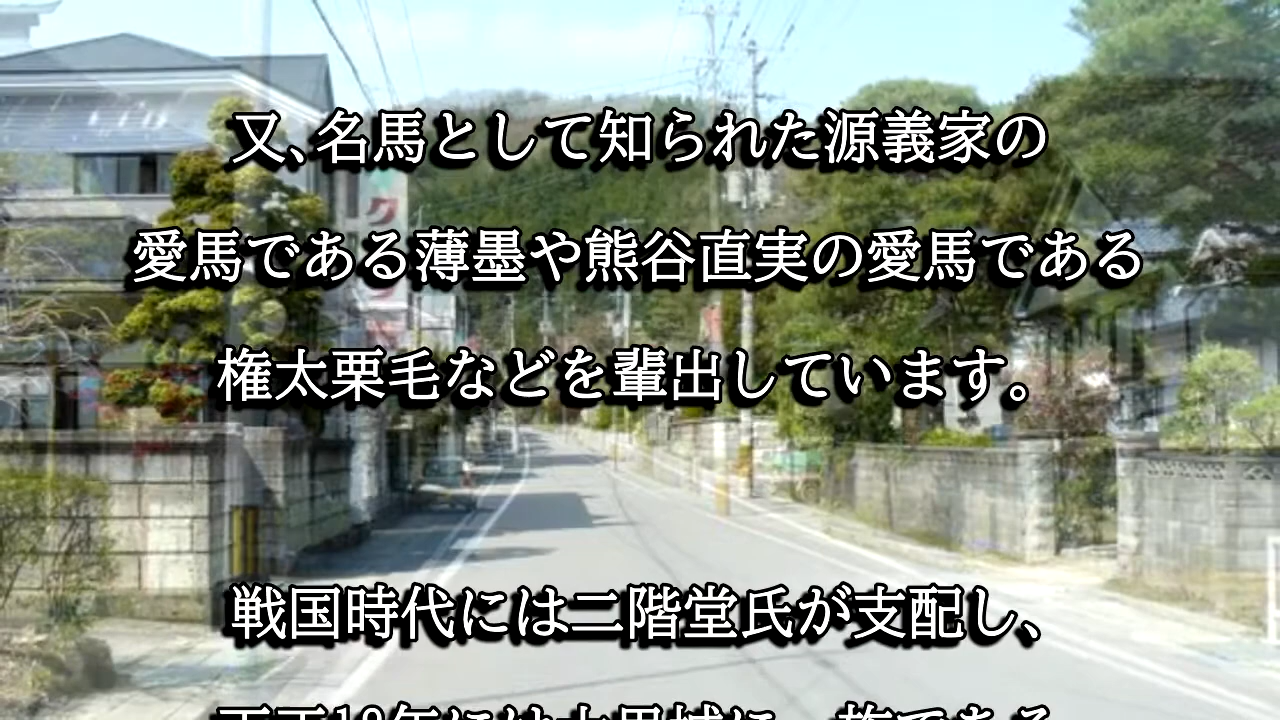 又、名馬として知られた源義家の
愛馬である薄墨や熊谷直実の愛馬である
権太栗毛などを輩出しています。
戦国時代には二階堂氏が支配し、